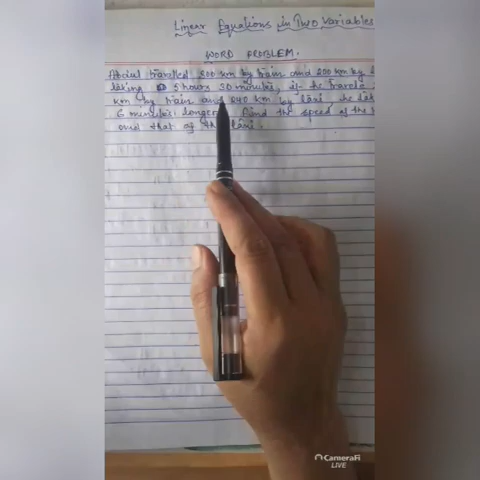 Linear Equations in Two Variables
WORD PROBLEM.
Abdul travelled 300 km by train and 200 km by
taking 5 hours 30 minutes, if he travels
km by train and 240 km by taxi he
6 minutes longer. Find the speed of the
and that of the taxi.
CameraFi
LIVE